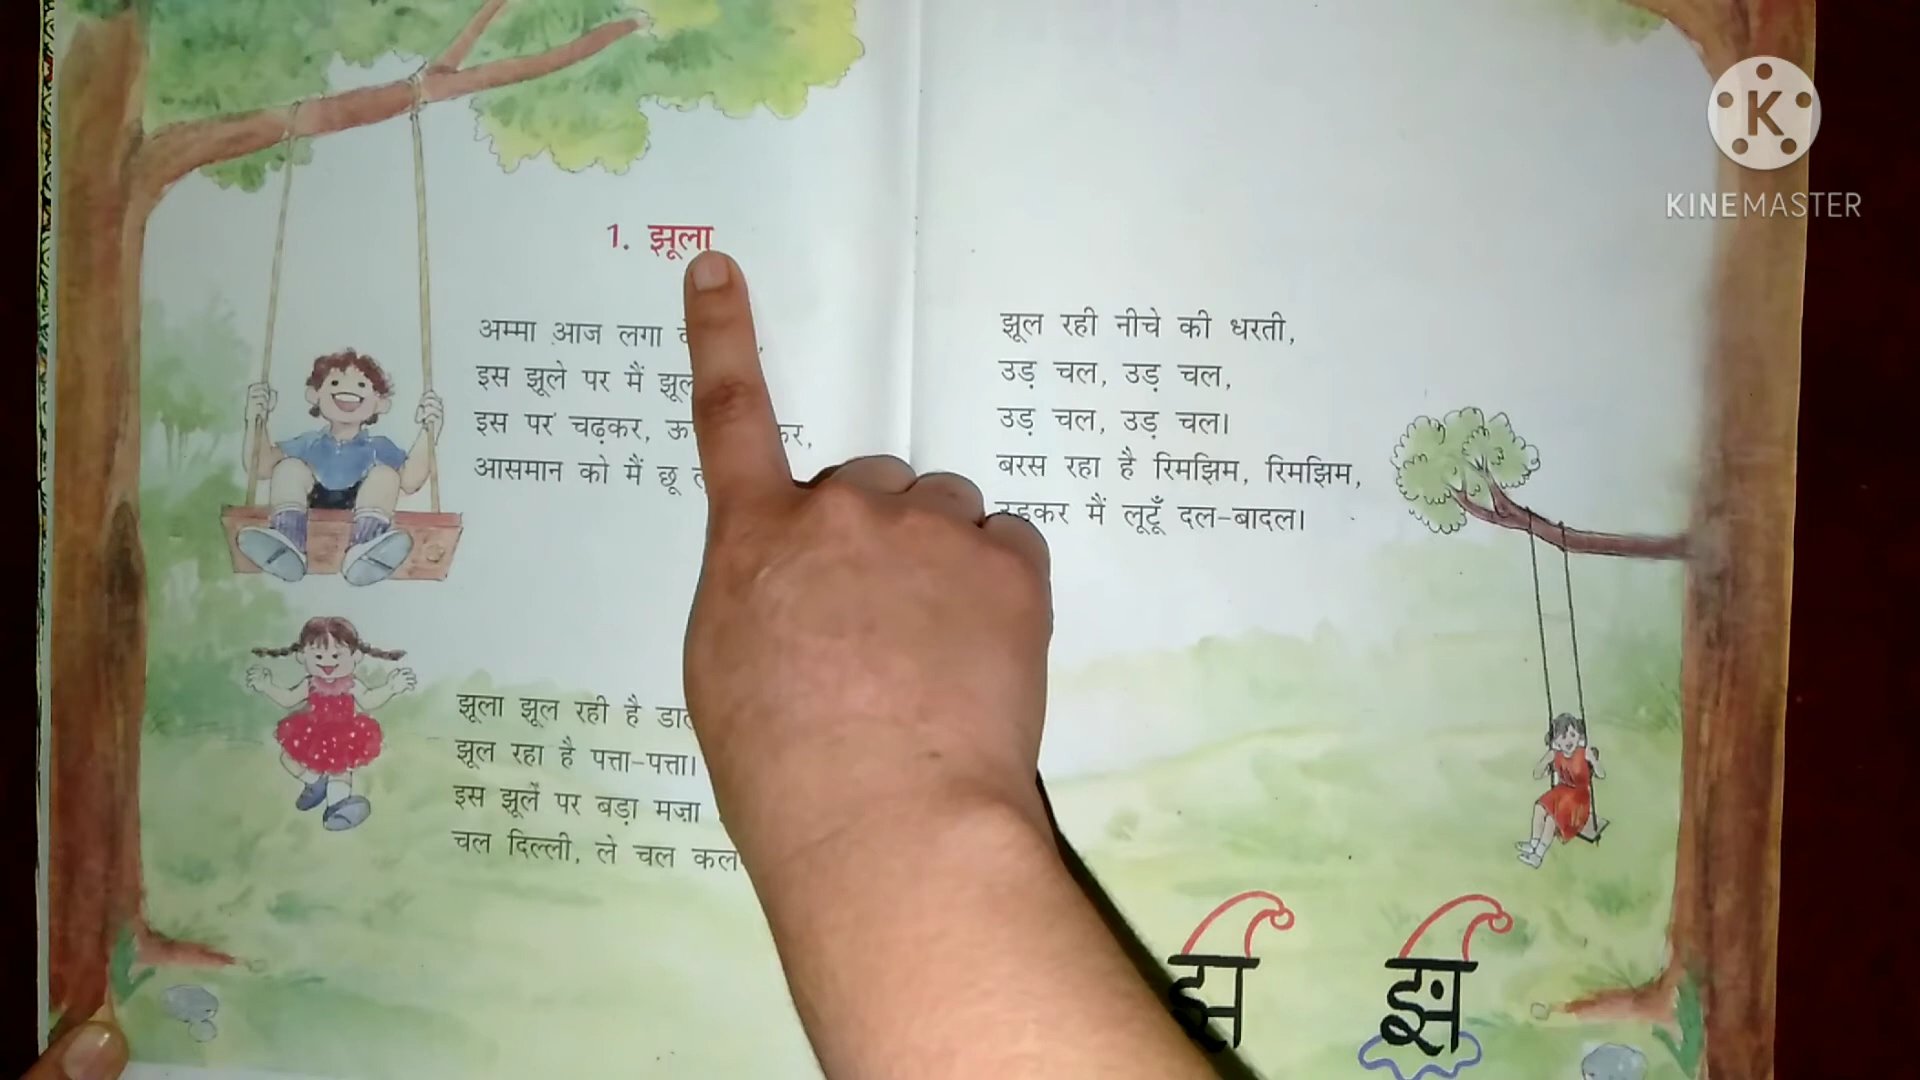 1. झूला
अम्मा आज लगा
इस झूले पर मैं
इस पर चढ़कर,
आसमान को मैं छू
झूला झूल रही है
झूल रहा है पत्ता-पत्ता।
इस झूले पर बड़ा मज़ा
चल दिल्ली, ले चल
झूल रही नीचे की धरती,
उड़ चल, उड़ चल,
उड़ चल, उड़ चल।
बरस रहा है रिमझिम, रिमझिम,
उड़कर मैं लूटूँ दल-बादल।
K
KINEMASTER